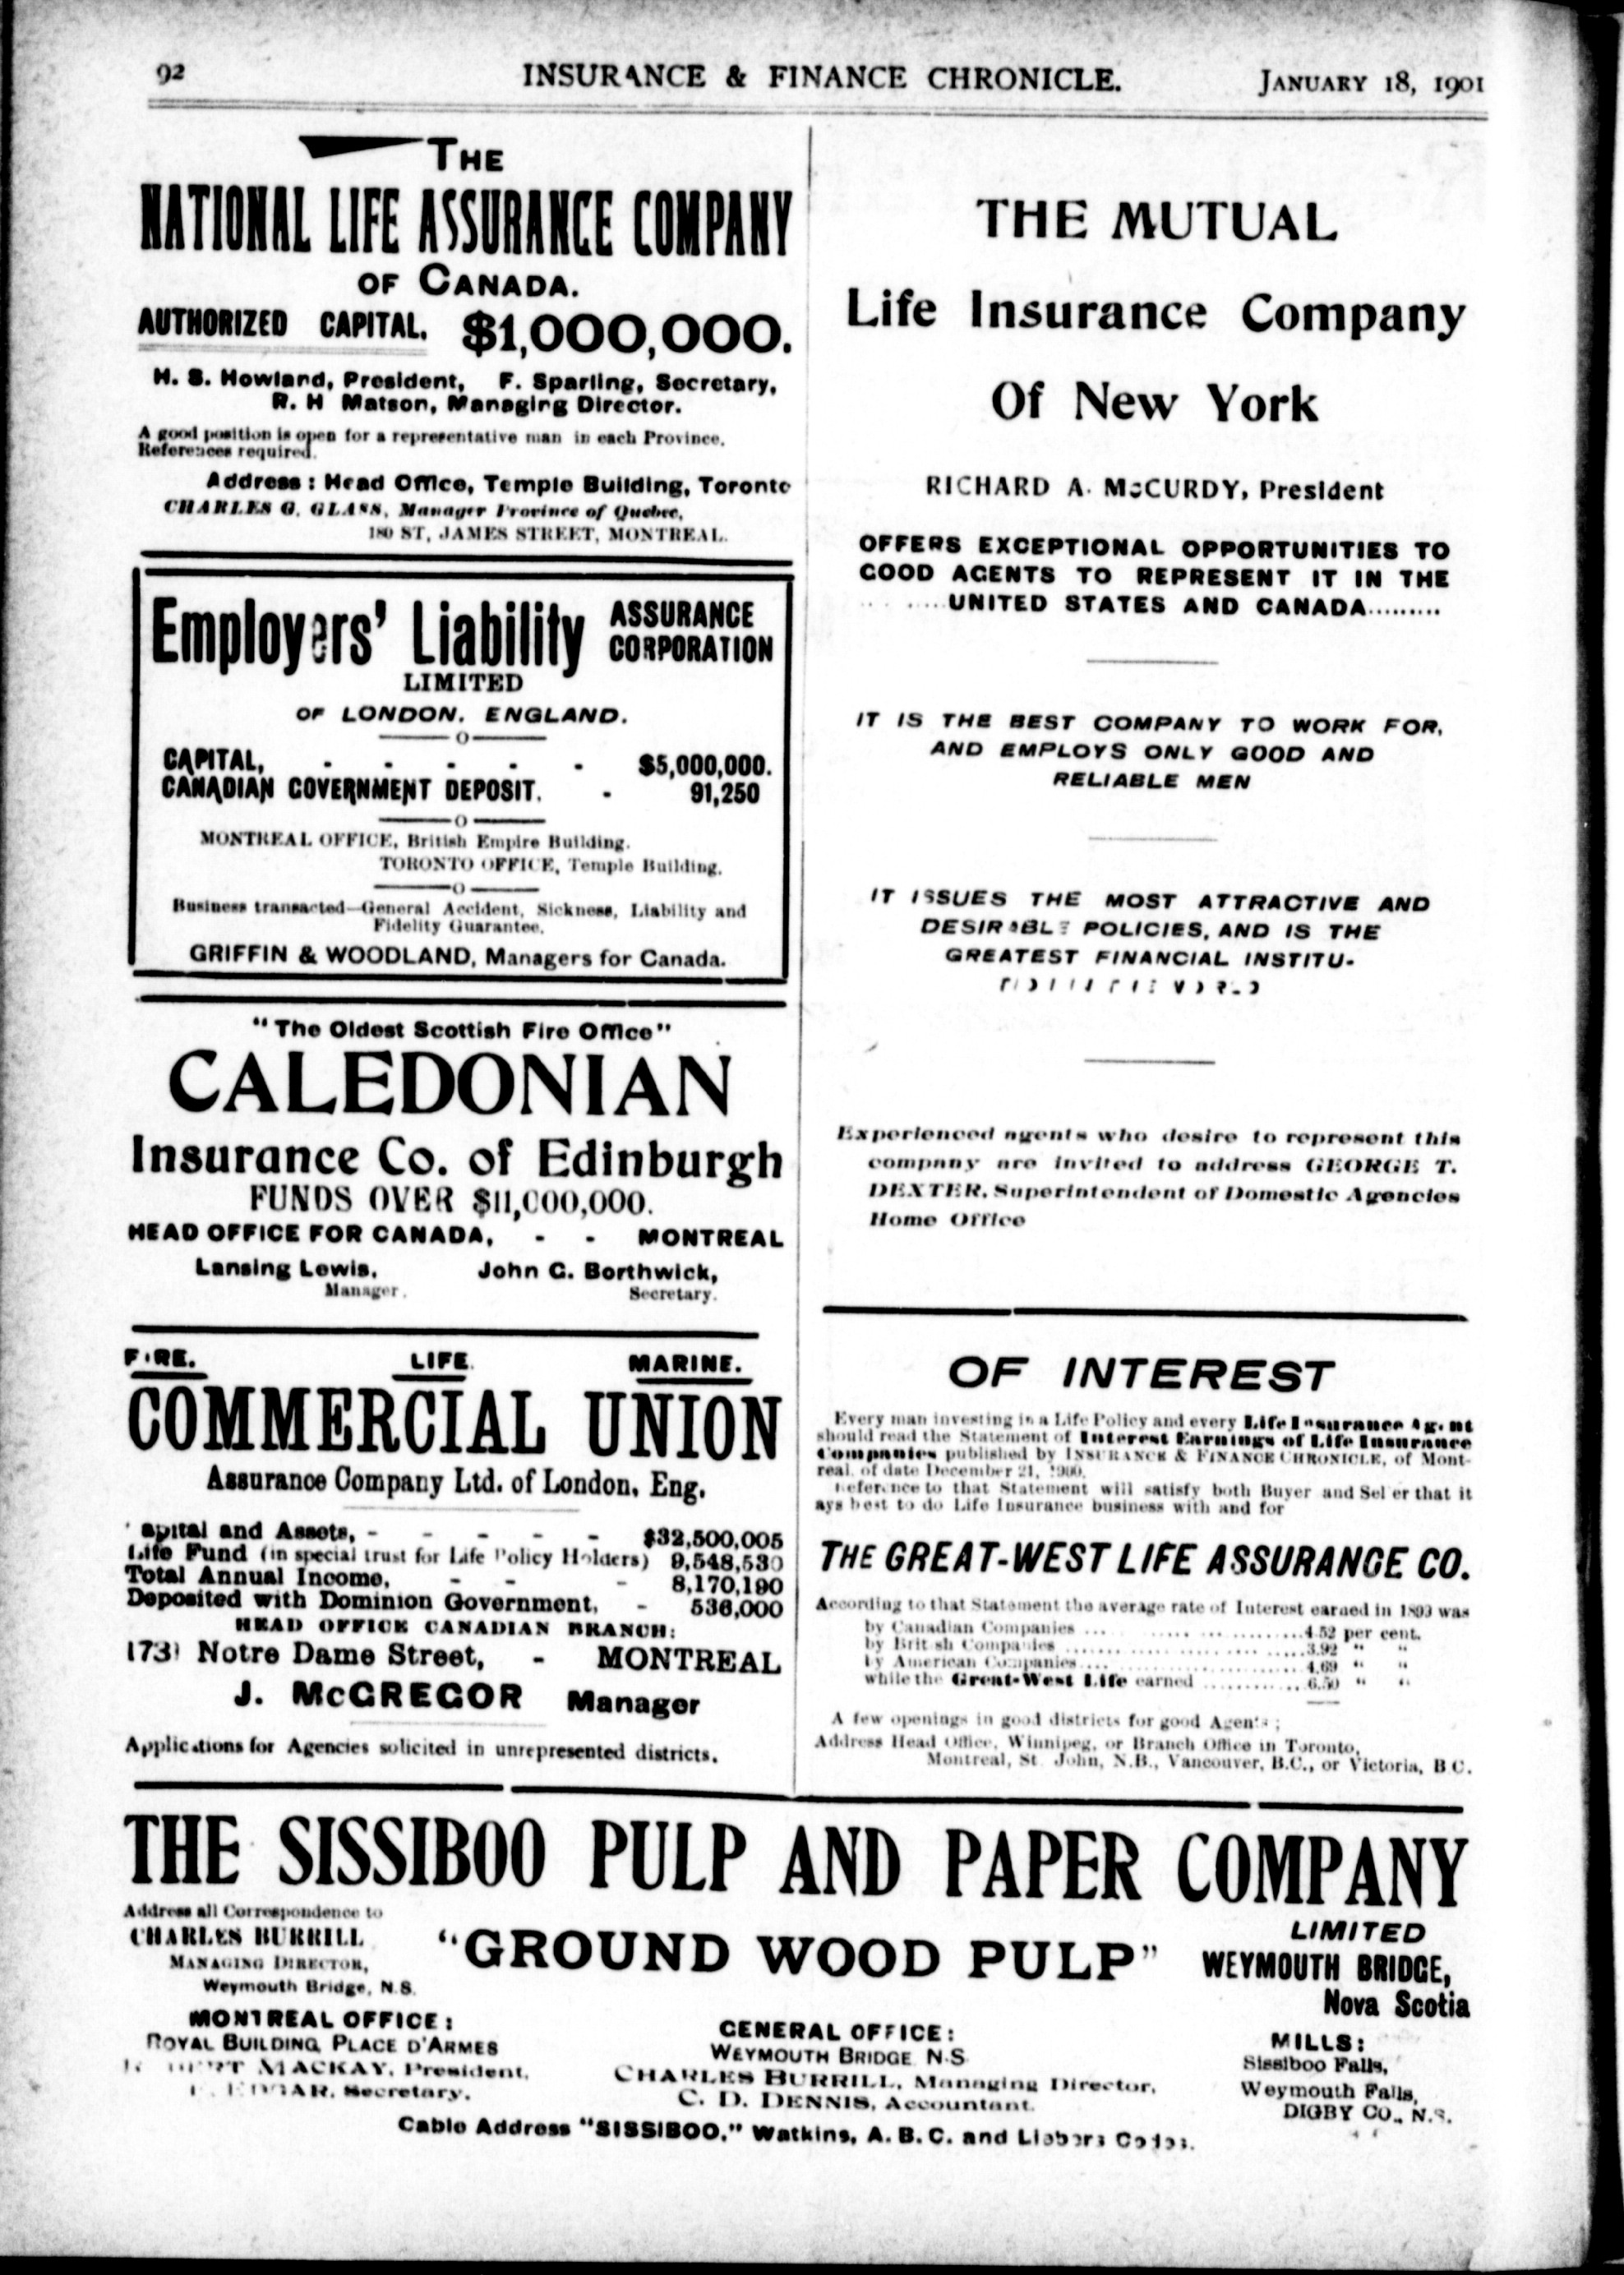 92
INSURANCE & FINANCE CHRONICLE.
JANUARY 18, 1901
THE
NATIONAL LIFE ASSURANCE COMPANY
OF CANADA.
AUTHORIZED CAPITAL. $1,000,000.
H. S. Howland, President, F. Sparling, Secretary,
R. H Matson, Managing Director.
A good position is open for a representative man in each Province.
References required.
Address: Head Office, Temple Building, Toronto
CHARLES G. GLASS, Manager Province of Quebec,
180 ST, JAMES STREET, MONTREAL.
Employers' Liability ASSURANCE
CORPORATION
LIMITED
OF LONDON. ENGLAND.
CAPITAL, - - - - - $5,000,000.
CANADIAN GOVERNMENT DEPOSIT. - 91,250
MONTREAL OFFICE, British Empire Building.
TORONTO OFFICE, Temple Building.
Business transacted—General Accident, Sickness, Liability and
Fidelity Guarantee.
GRIFFIN & WOODLAND, Managers for Canada.
"The Oldest Scottish Fire Office"
CALEDONIAN
Insurance Co. of Edinburgh
FUNDS OVER $11,000,000.
HEAD OFFICE FOR CANADA, - - MONTREAL
Lansing Lewis, John C. Borthwick,
Manager. Secretary.
FIRE. LIFE. MARINE.
COMMERCIAL UNION
Assurance Company Ltd. of London, Eng.
apital and Assets, - - - - - $32,500,005
Life Fund (in special trust for Life Policy Holders) 9,548,530
Total Annual Income, - - - 8,170,190
Deposited with Dominion Government, - 536,000
HEAD OFFICE CANADIAN BRANCH:
1731 Notre Dame Street, - MONTREAL
J. McGREGOR Manager
Applications for Agencies solicited in unrepresented districts.
THE MUTUAL
Life Insurance Company
Of New York
RICHARD A. McCURDY, President
OFFERS EXCEPTIONAL OPPORTUNITIES TO
GOOD AGENTS TO REPRESENT IT IN THE
.....UNITED STATES AND CANADA.........
IT IS THE BEST COMPANY TO WORK FOR,
AND EMPLOYS ONLY GOOD AND
RELIABLE MEN
IT ISSUES THE MOST ATTRACTIVE AND
DESIRABLE POLICIES, AND IS THE
GREATEST FINANCIAL INSTITU-
Experienced agents who desire to represent this
company are invited to address GEORGE T.
DEXTER, Superintendent of Domestic Agencies
Home Office
OF INTEREST
Every man investing in a Life Policy and every Life Insurance Agent
should read the Statement of Interest Earnings of Life Insurance
Companies published by INSURANCE & FINANCE CHRONICLE, of Mont-
real, of date December 21, 1900.
Reference to that Statement will satisfy both Buyer and Seller that it
ays best to do Life Insurance business with and for
THE GREAT-WEST LIFE ASSURANCE CO.
According to that Statement the average rate of Interest earned in 1899 was
by Canadian Companies ... ............4.52 per cent.
by British Companies ..................3.92 " "
by American Companies.... ............4.69 " "
while the Great-West Life earned ............6.50 " "
A few openings in good districts for good Agents;
Address Head Office, Winnipeg, or Branch Office in Toronto,
Montreal, St John, N.B., Vancouver, B.C., or Victoria, B C.
THE SISSIBOO PULP AND PAPER COMPANY
LIMITED
Address all Correspondence to
CHARLES BURRILL
MANAGING DIRECTOR,
Weymouth Bridge, N.S.
"GROUND WOOD PULP"
WEYMOUTH BRIDGE,
Nova Scotia
MONTREAL OFFICE:
ROYAL BUILDING, PLACE D'ARMES
MACKAY, President,
EDGAR, Secretary.
GENERAL OFFICE:
WEYMOUTH BRIDGE N.S
CHARLES BURRILL, Managing Director,
C. D. DENNIS, Accountant.
MILLS:
Sissiboo Falls,
Weymouth Falls,
DIGBY CO., N.S.
Cable Address "SISSIBOO," Watkins, A. B. C. and Liebers Codes.